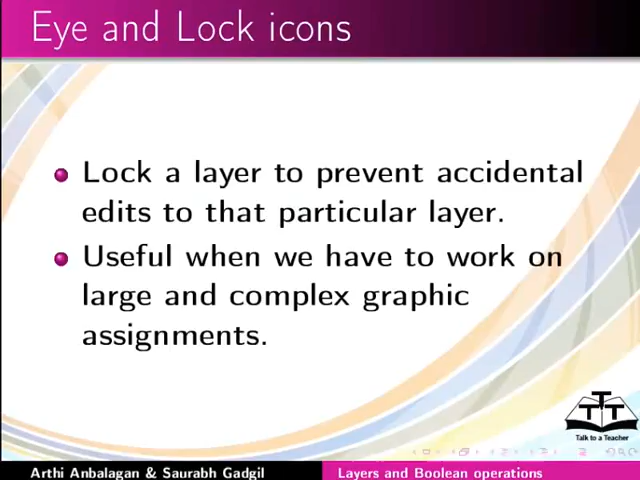 Eye and Lock icons
Lock a layer to prevent accidental
edits to that particular layer.
Useful when we have to work on
large and complex graphic
assignments.
TTT
Talk to a Teacher
Arthi Anbalagan & Saurabh Gadgil
Layers and Boolean operations